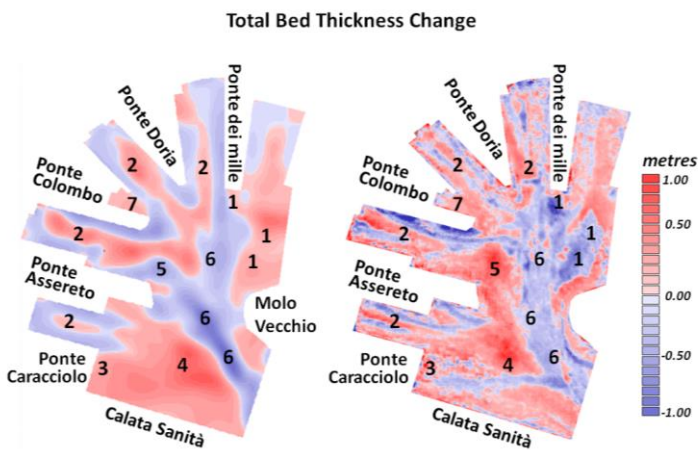 Total Bed Thickness Change
Ponte dei mille
Ponte Doria
Ponte
Colombo
Ponte
Assereto
Ponte
Caracciolo
Calata Sanità
Molo
Vecchio
2
2
7
1
2
1
6
1
5
6
2
6
3
4
Ponte dei mille
Ponte Doria
Ponte
Colombo
Ponte
Assereto
Ponte
Caracciolo
Calata Sanità
2
2
7
1
2
1
6
1
5
6
2
6
3
4
metres
1.00
0.50
0.00
-0.50
-1.00